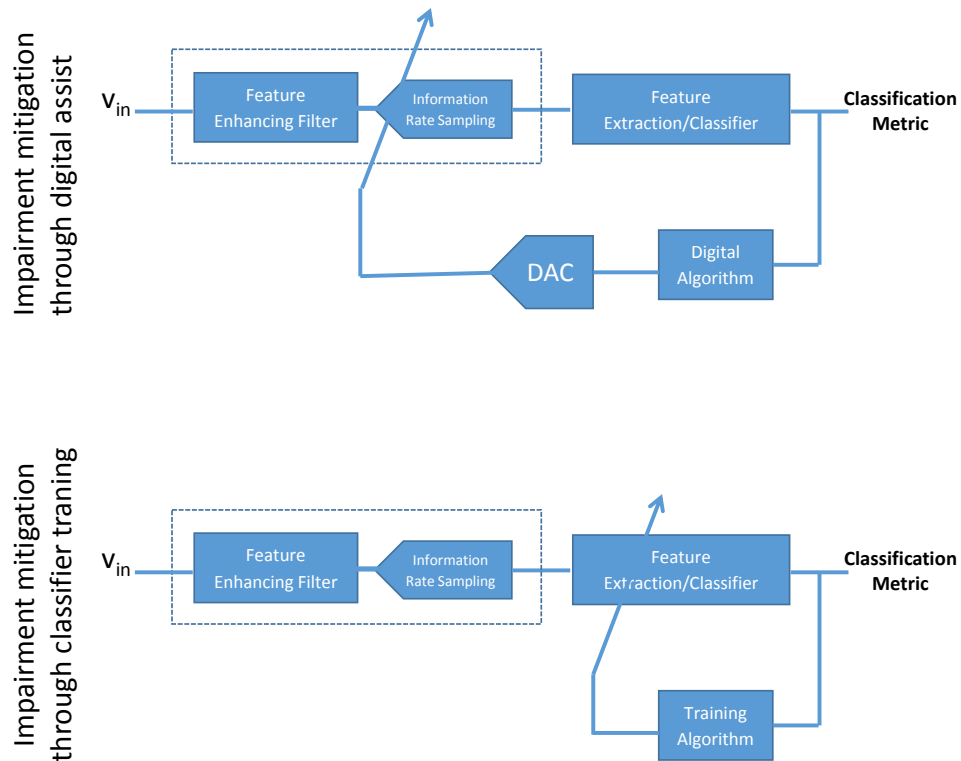 Impairment mitigation
through digital assist
Vin
Feature
Enhancing Filter
Information
Rate Sampling
Feature
Extraction/Classifier
Classification
Metric
DAC
Digital
Algorithm
Impairment mitigation
through classifier traning
Vin
Feature
Enhancing Filter
Information
Rate Sampling
Feature
Extraction/Classifier
Classification
Metric
Training
Algorithm